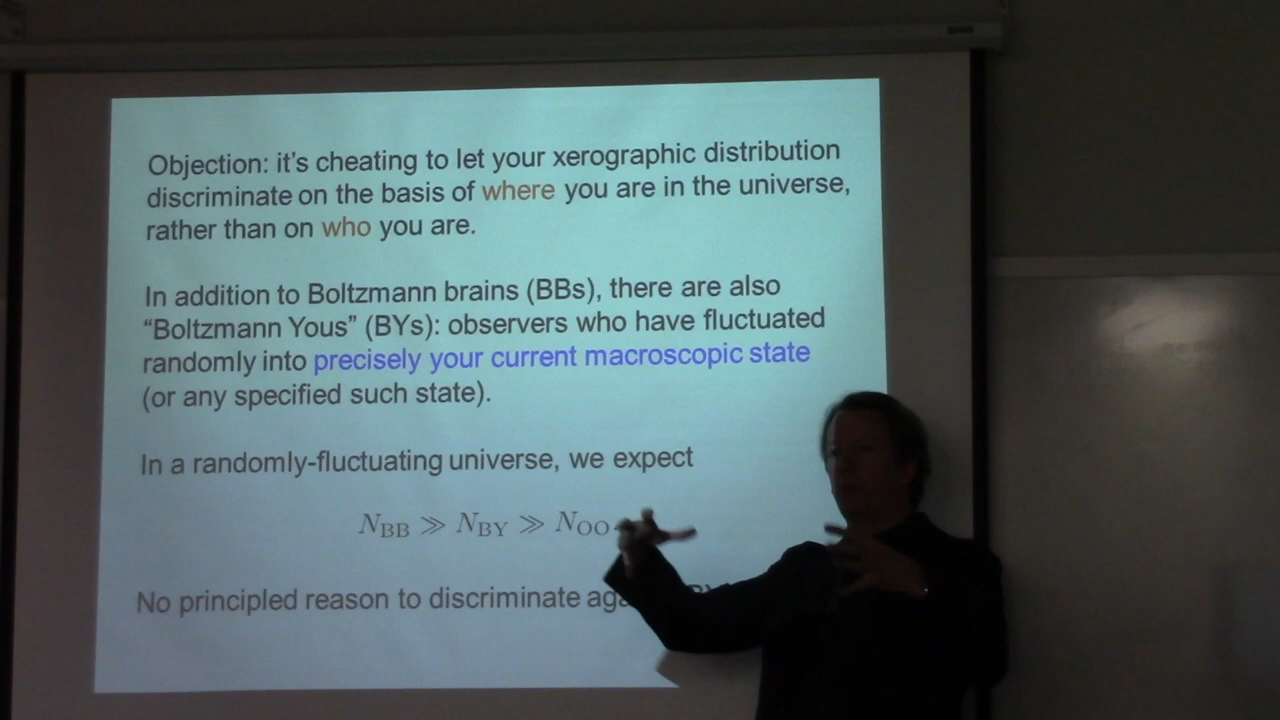 Objection: it's cheating to let your xerographic distribution
discriminate on the basis of where you are in the universe,
rather than on who you are.
In addition to Boltzmann brains (BBs), there are also
“Boltzmann Yous” (BYs): observers who have fluctuated
randomly into precisely your current macroscopic state
(or any specified such state).
In a randomly-fluctuating universe, we expect
N_BB ≫ N_BY ≫ N_OO
No principled reason to discriminate